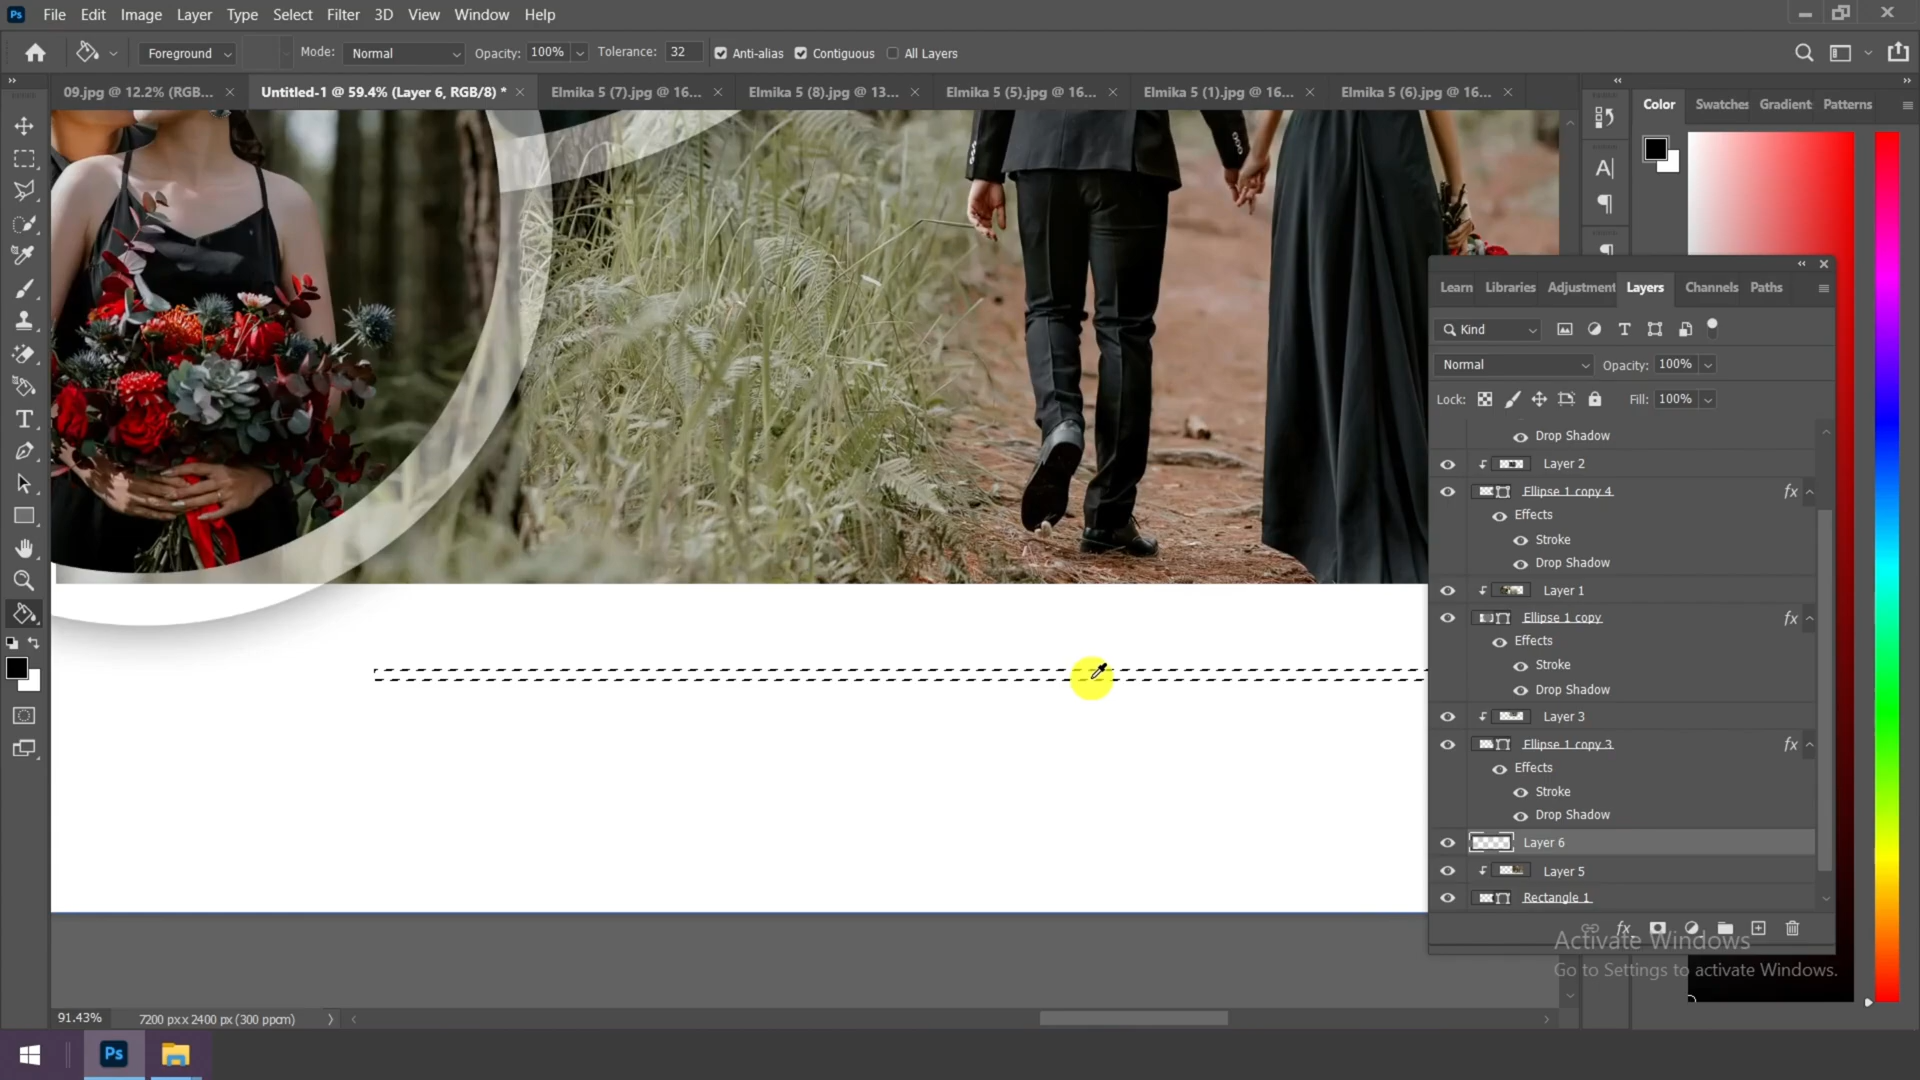 Ps File Edit Image Layer Type Select Filter 3D View Window Help
Foreground Mode: Normal Opacity: 100% Tolerance: 32 Anti-alias Contiguous All Layers
09.jpg @ 12.2% (RGB... × Untitled-1 @ 59.4% (Layer 6, RGB/8) * × Elmika 5 (7).jpg @ 16... × Elmika 5 (8).jpg @ 13... × Elmika 5 (5).jpg @ 16... × Elmika 5 (1).jpg @ 16... × Elmika 5 (6).jpg @ 16... ×
Color Swatches Gradient Patterns
Learn Libraries Adjustment Layers Channels Paths
Kind
Normal Opacity: 100%
Lock: Fill: 100%
Drop Shadow
Layer 2
Ellipse 1 copy 4 fx
Effects
Stroke
Drop Shadow
Layer 1
Ellipse 1 copy fx
Effects
Stroke
Drop Shadow
Layer 3
Ellipse 1 copy 3 fx
Effects
Stroke
Drop Shadow
Layer 6
Layer 5
Rectangle 1
fx
Activate Windows
Go to Settings to activate Windows.
91.43% 7200 px x 2400 px (300 ppcm)
Ps